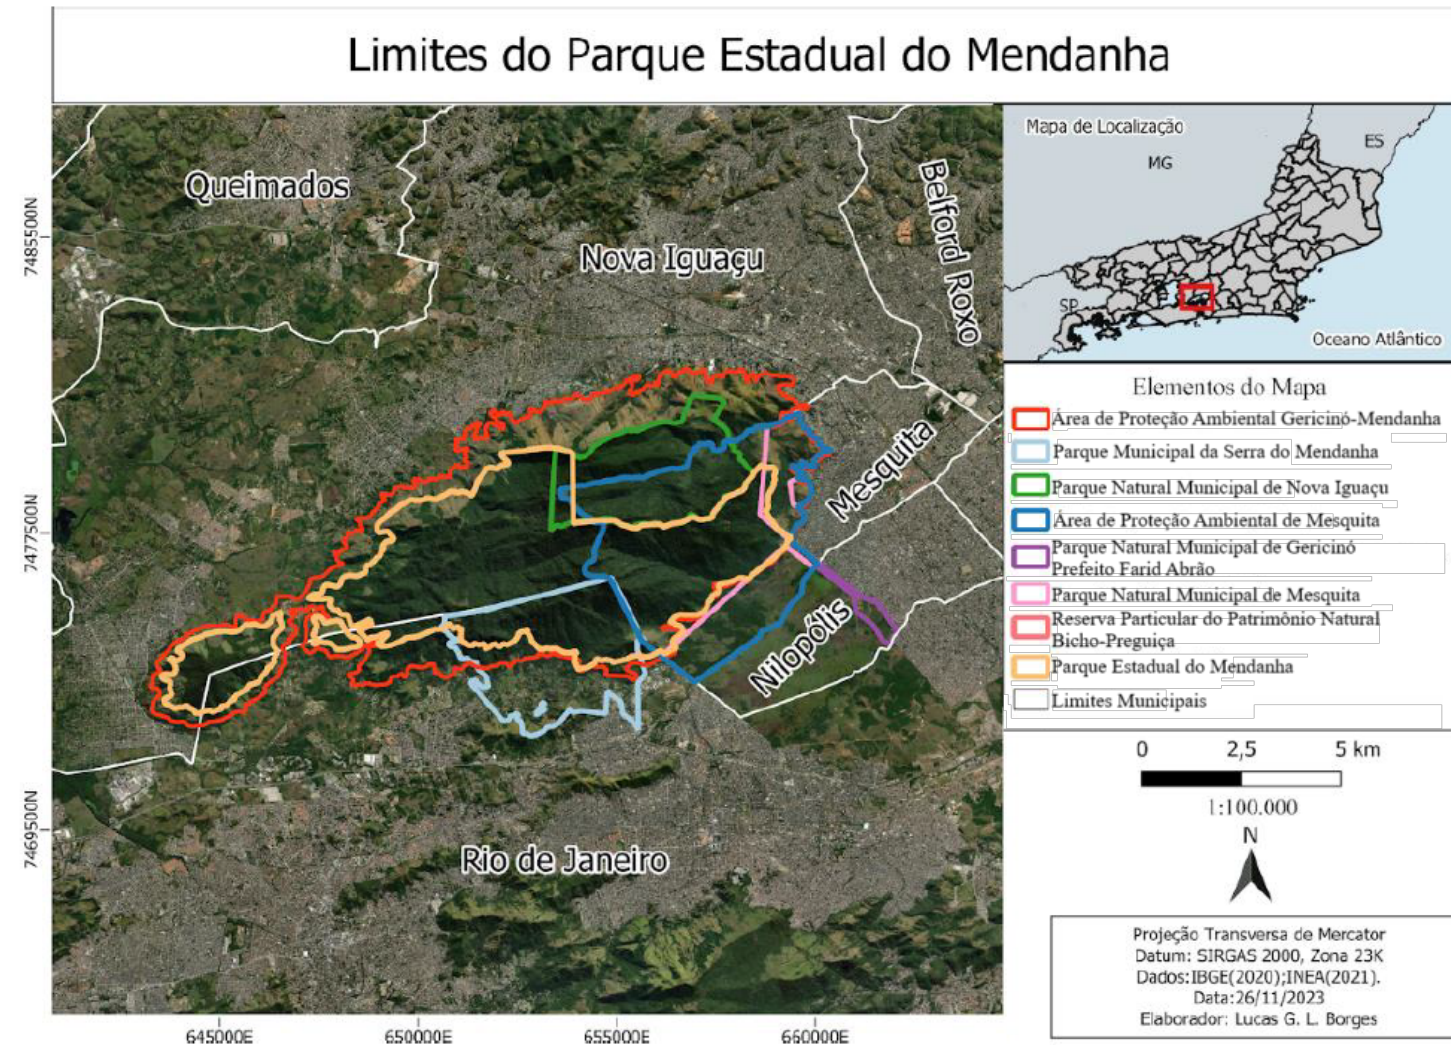 Limites do Parque Estadual do Mendanha
Queimados
Nova Iguaçu
Belford Roxo
Mesquita
Nilopólis
Rio de Janeiro
7485500N
7477500N
7469500N
645000E
650000E
655000E
660000E
Mapa de Localização
MG
ES
SP
Oceano Atlântico
Elementos do Mapa
Área de Proteção Ambiental Gericinó-Mendanha
Parque Municipal da Serra do Mendanha
Parque Natural Municipal de Nova Iguaçu
Área de Proteção Ambiental de Mesquita
Parque Natural Municipal de Gericinó
Prefeito Farid Abrão
Parque Natural Municipal de Mesquita
Reserva Particular do Patrimônio Natural
Bicho-Preguiça
Parque Estadual do Mendanha
Limites Municipais
0 2,5 5 km
1:100.000
N
Projeção Transversa de Mercator
Datum: SIRGAS 2000, Zona 23K
Dados:IBGE(2020);INEA(2021).
Data:26/11/2023
Elaborador: Lucas G. L. Borges